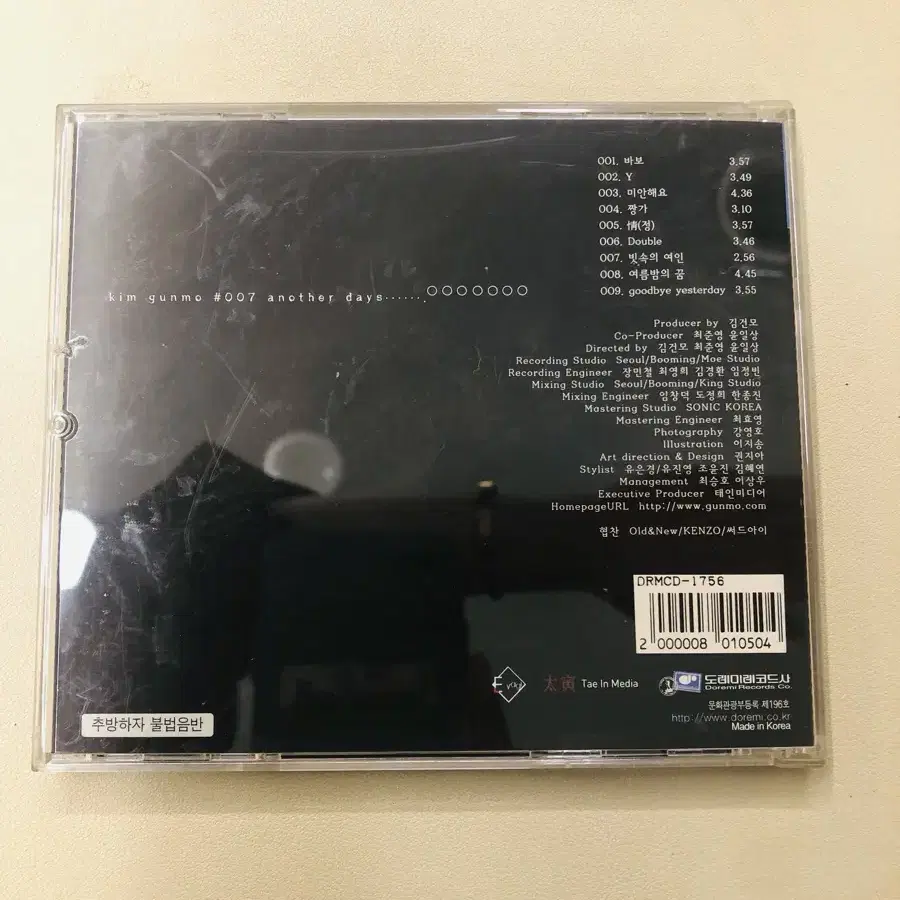 001. 바보 3.57
002. Y 3.49
003. 미안해요 4.36
004. 짱가 3.10
005. 情(정) 3.57
006. Double 3.46
007. 빗속의 여인 2.56
008. 여름밤의 꿈 4.45
009. goodbye yesterday 3.55
kim gunmo #007 another days...... ○○○○○○○
Producer by 김건모
Co-Producer 최준영 윤일상
Directed by 김건모 최준영 윤일상
Recording Studio Seoul/Booming/Moe Studio
Recording Engineer 장민철 최영희 김경환 임정빈
Mixing Studio Seoul/Booming/King Studio
Mixing Engineer 임창덕 도정희 한종진
Mastering Studio SONIC KOREA
Mastering Engineer 최효영
Photography 강영호
Illustration 이지송
Art direction & Design 권지아
Stylist 유은경/유진영 조윤진 김혜연
Management 최승호 이상우
Executive Producer 태인미디어
HomepageURL http://www.gunmo.com
협찬 Old&New/KENZO/써드아이
DRMCD-1756
2 000008 010504
太寅 Tae In Media
도레미레코드사
Doremi Records Co.
문화관광부등록 제196호
http://www.doremi.co.kr
Made in Korea
추방하자 불법음반